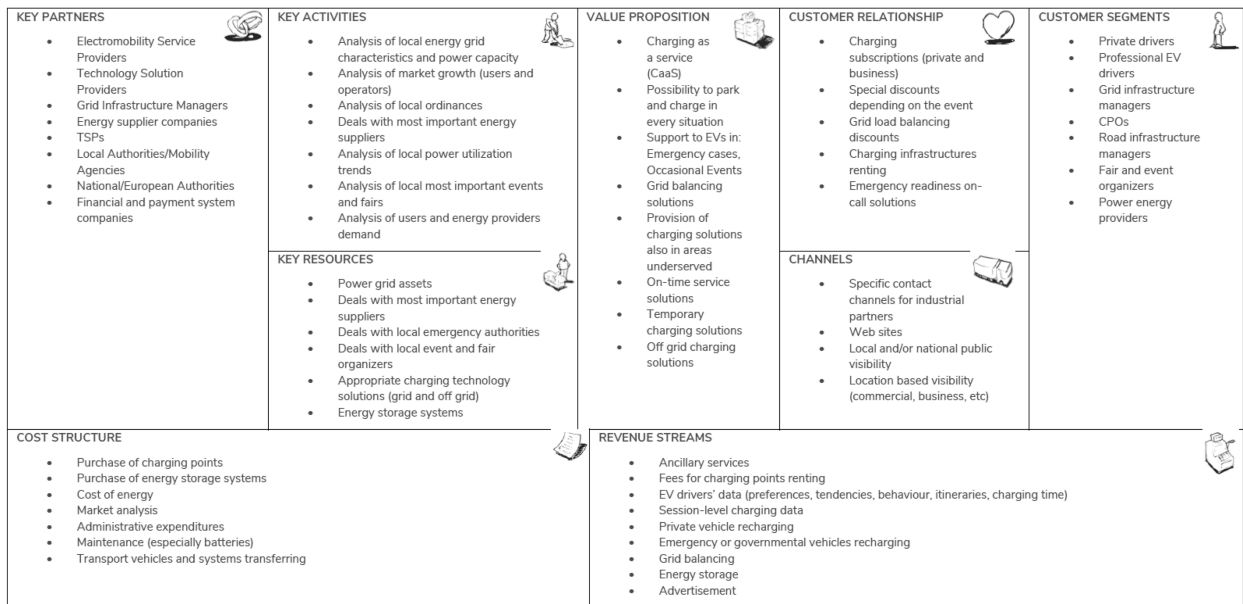 KEY PARTNERS
• Electromobility Service
Providers
• Technology Solution
Providers
• Grid Infrastructure Managers
• Energy supplier companies
• TSPs
• Local Authorities/Mobility
Agencies
• National/European Authorities
• Financial and payment system
companies
KEY ACTIVITIES
• Analysis of local energy grid
characteristics and power capacity
• Analysis of market growth (users and
operators)
• Analysis of local ordinances
• Deals with most important energy
suppliers
• Analysis of local power utilization
trends
• Analysis of local most important events
and fairs
• Analysis of users and energy providers
demand
KEY RESOURCES
• Power grid assets
• Deals with most important energy
suppliers
• Deals with local emergency authorities
• Deals with local event and fair
organizers
• Appropriate charging technology
solutions (grid and off grid)
• Energy storage systems
VALUE PROPOSITION
• Charging as
a service
(CaaS)
• Possibility to park
and charge in
every situation
• Support to EVs in:
Emergency cases,
Occasional Events
• Grid balancing
solutions
• Provision of
charging solutions
also in areas
underserved
• On-time service
solutions
• Temporary
charging solutions
• Off grid charging
solutions
CUSTOMER RELATIONSHIP
• Charging
subscriptions (private and
business)
• Special discounts
depending on the event
• Grid load balancing
discounts
• Charging infrastructures
renting
• Emergency readiness on-
call solutions
CHANNELS
• Specific contact
channels for industrial
partners
• Web sites
• Local and/or national public
visibility
• Location based visibility
(commercial, business, etc)
CUSTOMER SEGMENTS
• Private drivers
• Professional EV
drivers
• Grid infrastructure
managers
• CPOs
• Road infrastructure
managers
• Fair and event
organizers
• Power energy
providers
COST STRUCTURE
• Purchase of charging points
• Purchase of energy storage systems
• Cost of energy
• Market analysis
• Administrative expenditures
• Maintenance (especially batteries)
• Transport vehicles and systems transferring
REVENUE STREAMS
• Ancillary services
• Fees for charging points renting
• EV drivers' data (preferences, tendencies, behaviour, itineraries, charging time)
• Session-level charging data
• Private vehicle recharging
• Emergency or governmental vehicles recharging
• Grid balancing
• Energy storage
• Advertisement